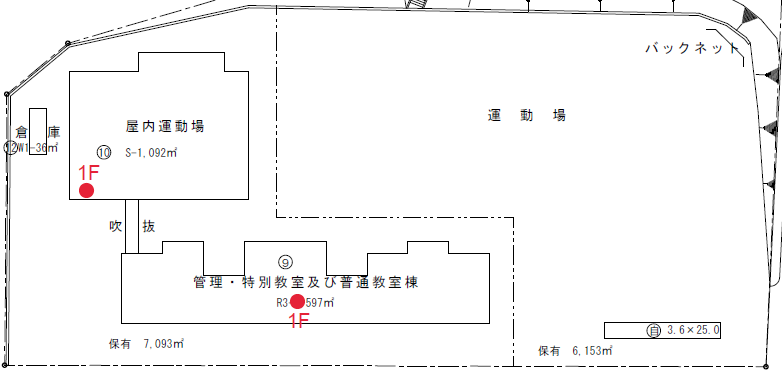 バックネット
運 動 場
屋内運動場
⑩ S-1,092㎡
倉 庫
W1-36㎡
1F
吹 抜
⑨
管理・特別教室及び普通教室棟
R3 597㎡
1F
保有 7,093㎡
自 3.6×25.0
保有 6,153㎡